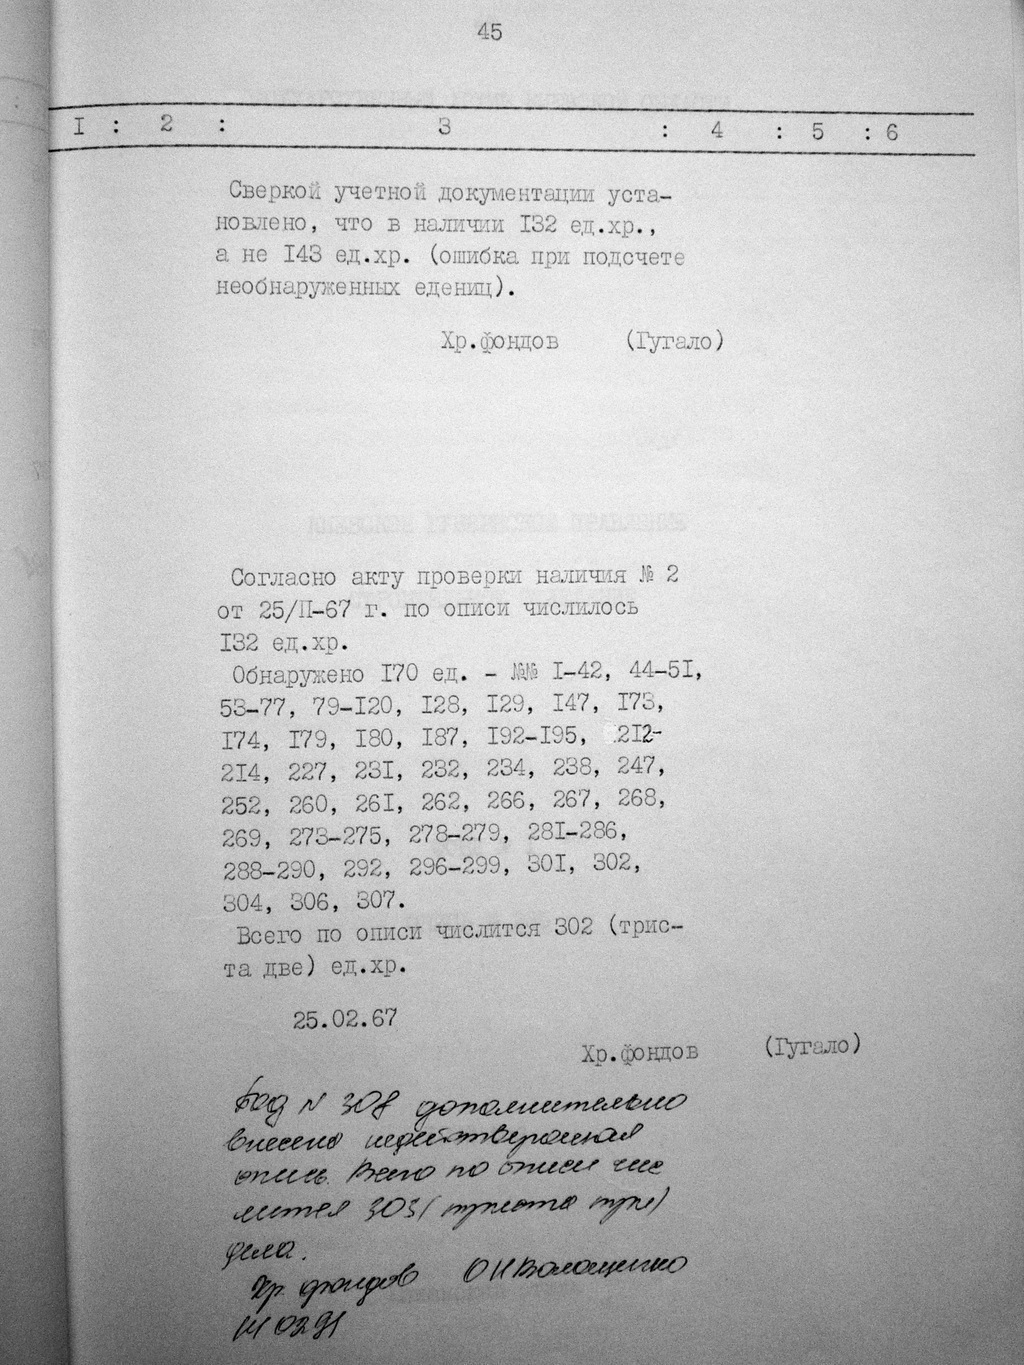 45
I : 2 : 3 : 4 : 5 : 6
Сверкой учетной документации уста-
новлено, что в наличии I32 ед.хр.,
а не I43 ед.хр. (ошибка при подсчете
необнаруженных едениц).
Хр.фондов (Гугало)
Согласно акту проверки наличия № 2
от 25/П-67 г. по описи числилось
I32 ед.хр.
Обнаружено I70 ед. - №№ I-42, 44-5I,
53-77, 79-I20, I28, I29, I47, I73,
I74, I79, I80, I87, I92-I95, 2I2-
2I4, 227, 23I, 232, 234, 238, 247,
252, 260, 26I, 262, 266, 267, 268,
269, 273-275, 278-279, 28I-286,
288-290, 292, 296-299, 30I, 302,
304, 306, 307.
Всего по описи числится 302 (трис-
та две) ед.хр.
25.02.67
Хр.фондов (Гугало)
Под N 308 дополнительно
внесена недействующая
опись. Всего по описи чис
лится 303 (триста три)
дела.
Хр фондов О И Волощенко